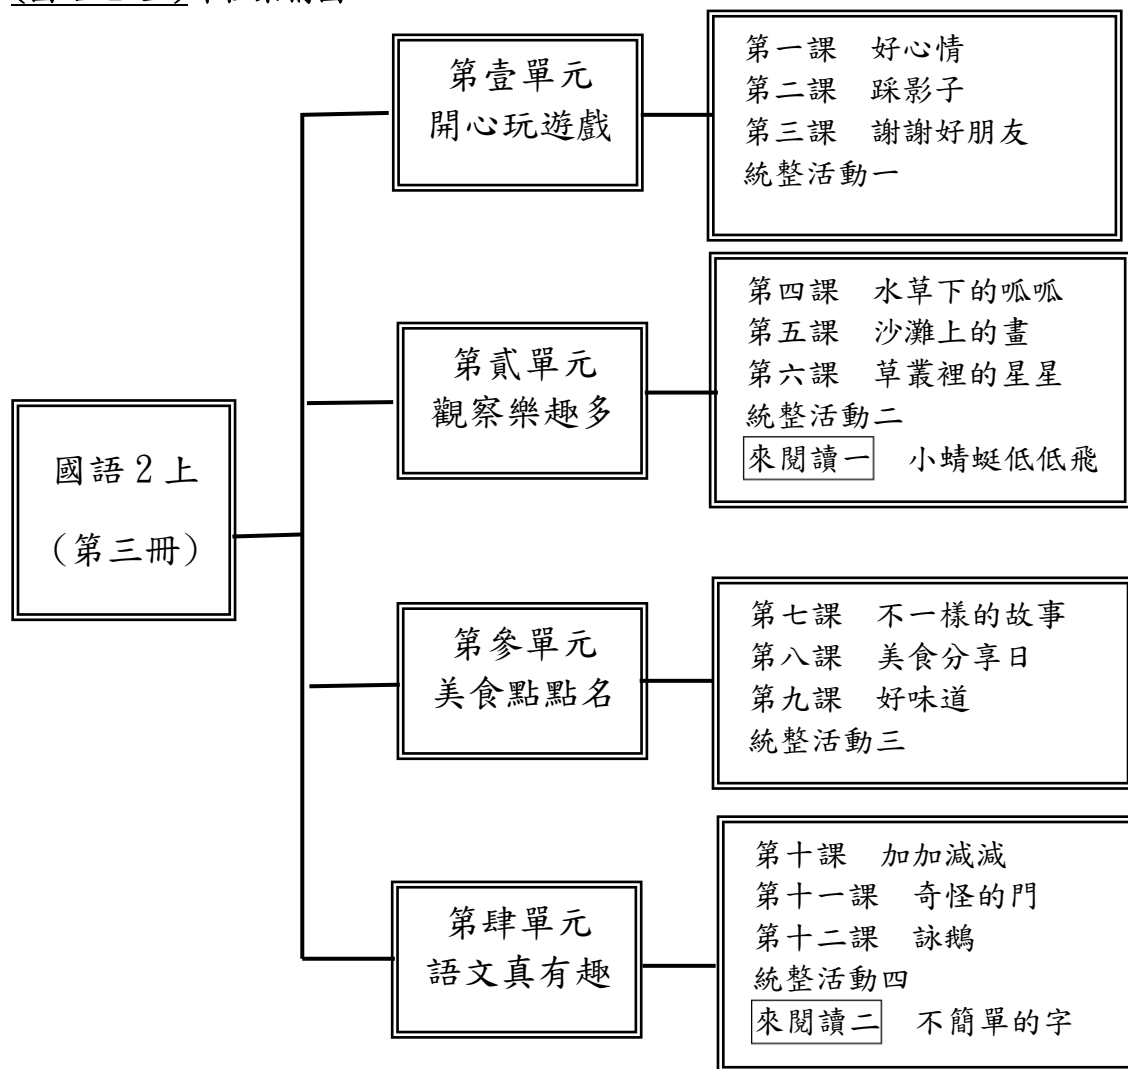 國語2上
（第三冊）
第壹單元
開心玩遊戲
第一課　好心情
第二課　踩影子
第三課　謝謝好朋友
統整活動一
第貳單元
觀察樂趣多
第四課　水草下的呱呱
第五課　沙灘上的畫
第六課　草叢裡的星星
統整活動二
來閱讀一　小蜻蜓低低飛
第參單元
美食點點名
第七課　不一樣的故事
第八課　美食分享日
第九課　好味道
統整活動三
第肆單元
語文真有趣
第十課　加加減減
第十一課　奇怪的門
第十二課　詠鵝
統整活動四
來閱讀二　不簡單的字